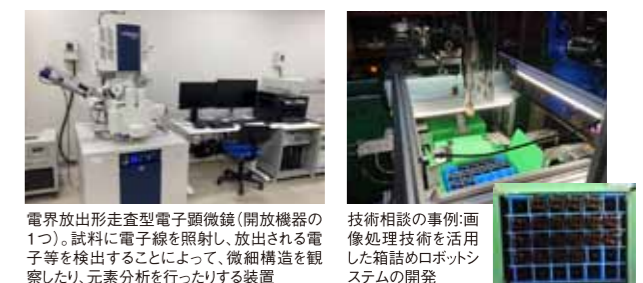 電界放出形走査型電子顕微鏡(開放機器の
1つ)。試料に電子線を照射し、放出される電
子等を検出することによって、微細構造を観
察したり、元素分析を行ったりする装置
技術相談の事例:画
像処理技術を活用
した箱詰めロボットシ
ステムの開発